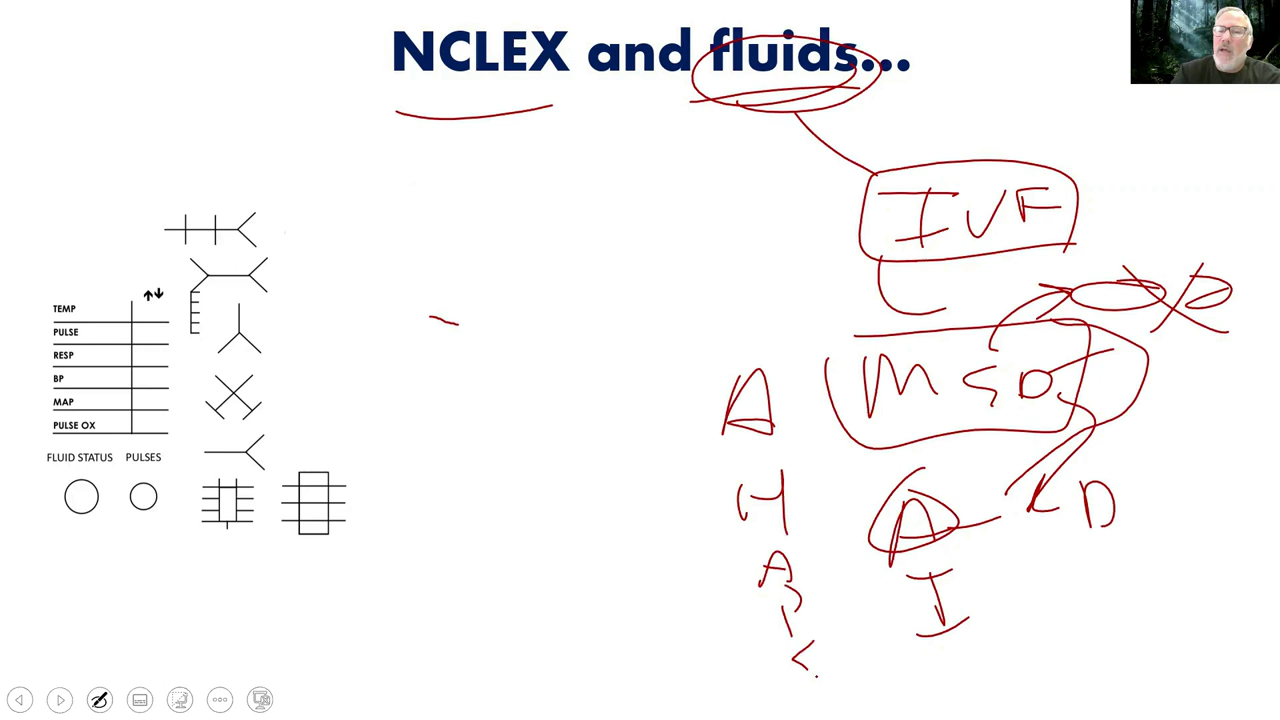 NCLEX and fluids...
IVF
TEMP
PULSE
RESP
BP
MAP
PULSE OX
FLUID STATUS PULSES
A
H
A
I
D